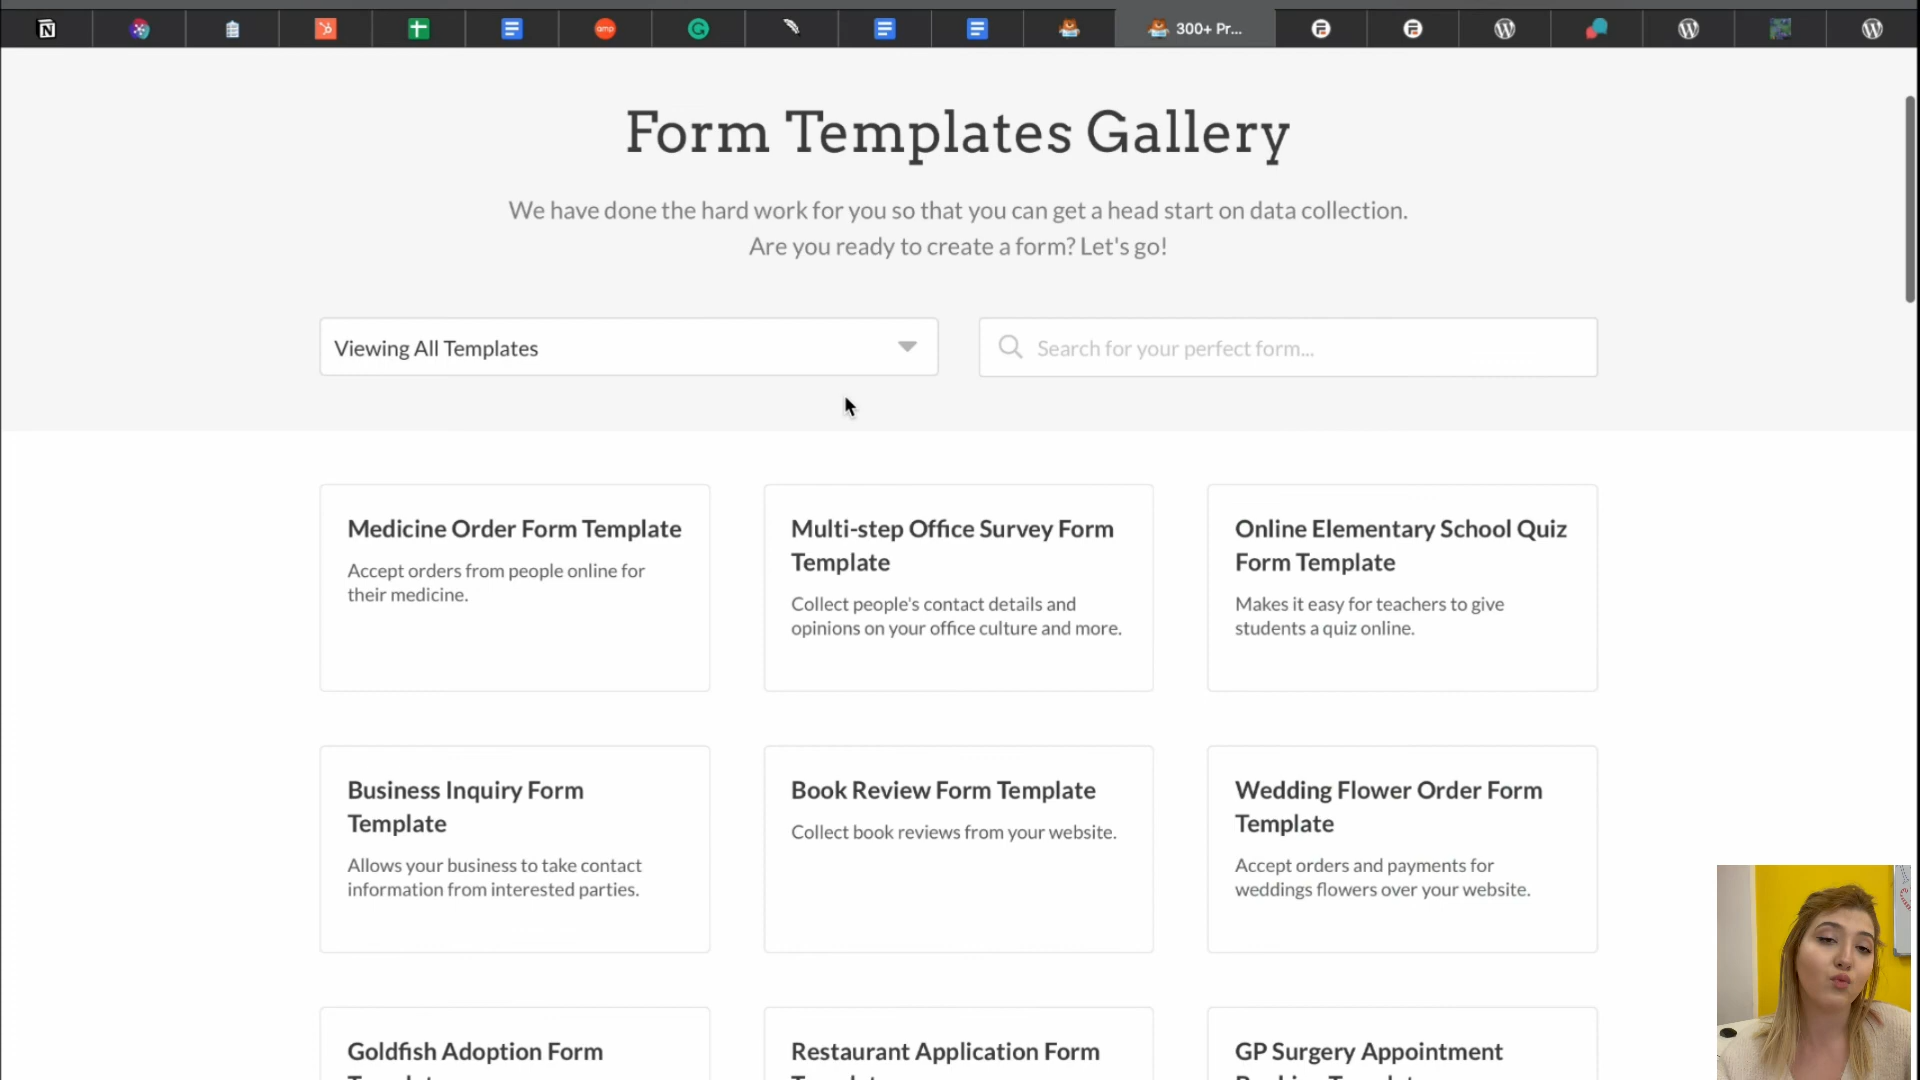 amp
300+ Pr...
Form Templates Gallery
We have done the hard work for you so that you can get a head start on data collection.
Are you ready to create a form? Let's go!
Viewing All Templates
Search for your perfect form...
Medicine Order Form Template
Accept orders from people online for
their medicine.
Multi-step Office Survey Form
Template
Collect people's contact details and
opinions on your office culture and more.
Online Elementary School Quiz
Form Template
Makes it easy for teachers to give
students a quiz online.
Business Inquiry Form
Template
Allows your business to take contact
information from interested parties.
Book Review Form Template
Collect book reviews from your website.
Wedding Flower Order Form
Template
Accept orders and payments for
weddings flowers over your website.
Goldfish Adoption Form
Restaurant Application Form
GP Surgery Appointment